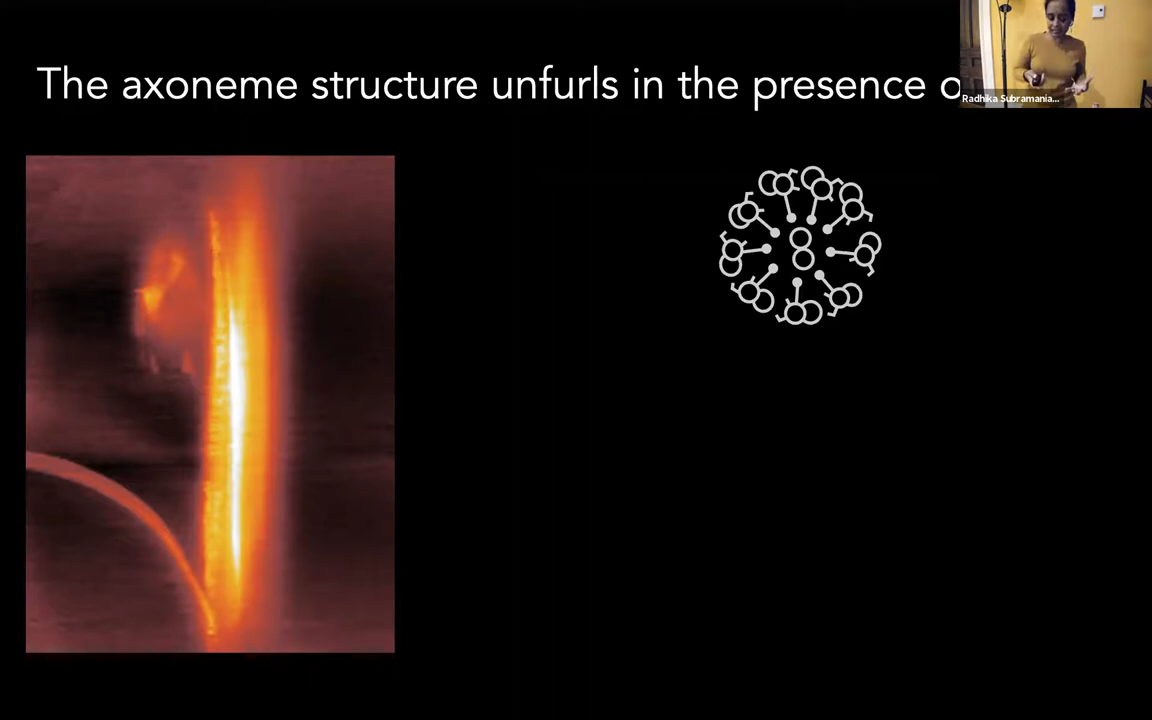 The axoneme structure unfurls in the presence
Radhika Subramania...